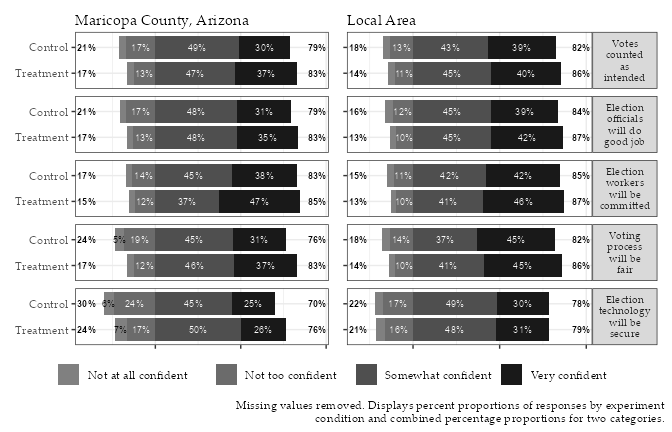 Maricopa County, Arizona
Local Area
Control 21% 17% 49% 30% 79% 18% 13% 43% 39% 82%
Treatment 17% 13% 47% 37% 83% 14% 11% 45% 40% 86%
Votes
counted
as
intended
Control 21% 17% 48% 31% 79% 16% 12% 45% 39% 84%
Treatment 17% 13% 48% 35% 83% 13% 10% 45% 42% 87%
Election
officials
will do
good job
Control 17% 14% 45% 38% 83% 15% 11% 42% 42% 85%
Treatment 15% 12% 37% 47% 85% 13% 10% 41% 46% 87%
Election
workers
will be
committed
Control 24% 5% 19% 45% 31% 76% 18% 14% 37% 45% 82%
Treatment 17% 12% 46% 37% 83% 14% 10% 41% 45% 86%
Voting
process
will be
fair
Control 30% 6% 24% 45% 25% 70% 22% 17% 49% 30% 78%
Treatment 24% 7% 17% 50% 26% 76% 21% 16% 48% 31% 79%
Election
technology
will be
secure
Not at all confident Not too confident Somewhat confident Very confident
Missing values removed. Displays percent proportions of responses by experiment
condition and combined percentage proportions for two categories.